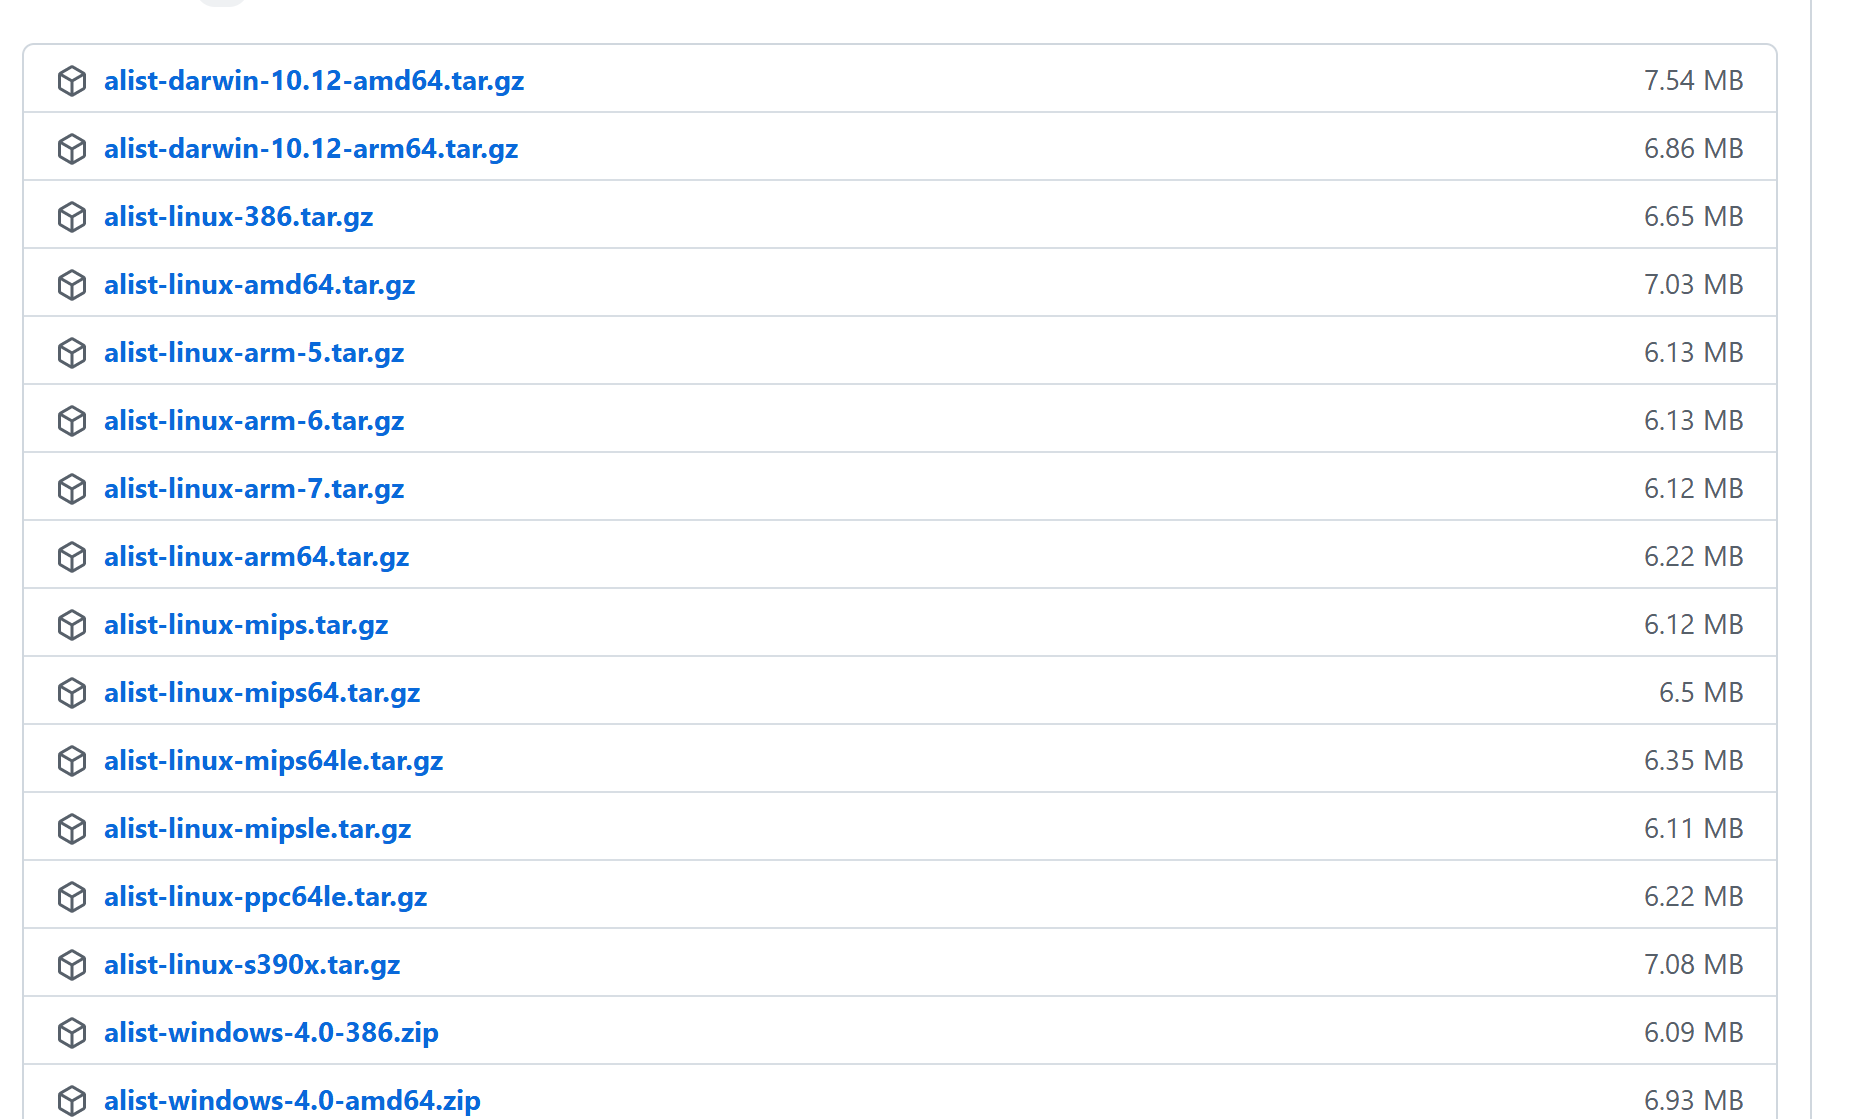 alist-darwin-10.12-amd64.tar.gz 7.54 MB
alist-darwin-10.12-arm64.tar.gz 6.86 MB
alist-linux-386.tar.gz 6.65 MB
alist-linux-amd64.tar.gz 7.03 MB
alist-linux-arm-5.tar.gz 6.13 MB
alist-linux-arm-6.tar.gz 6.13 MB
alist-linux-arm-7.tar.gz 6.12 MB
alist-linux-arm64.tar.gz 6.22 MB
alist-linux-mips.tar.gz 6.12 MB
alist-linux-mips64.tar.gz 6.5 MB
alist-linux-mips64le.tar.gz 6.35 MB
alist-linux-mipsle.tar.gz 6.11 MB
alist-linux-ppc64le.tar.gz 6.22 MB
alist-linux-s390x.tar.gz 7.08 MB
alist-windows-4.0-386.zip 6.09 MB
alist-windows-4.0-amd64.zip 6.93 MB